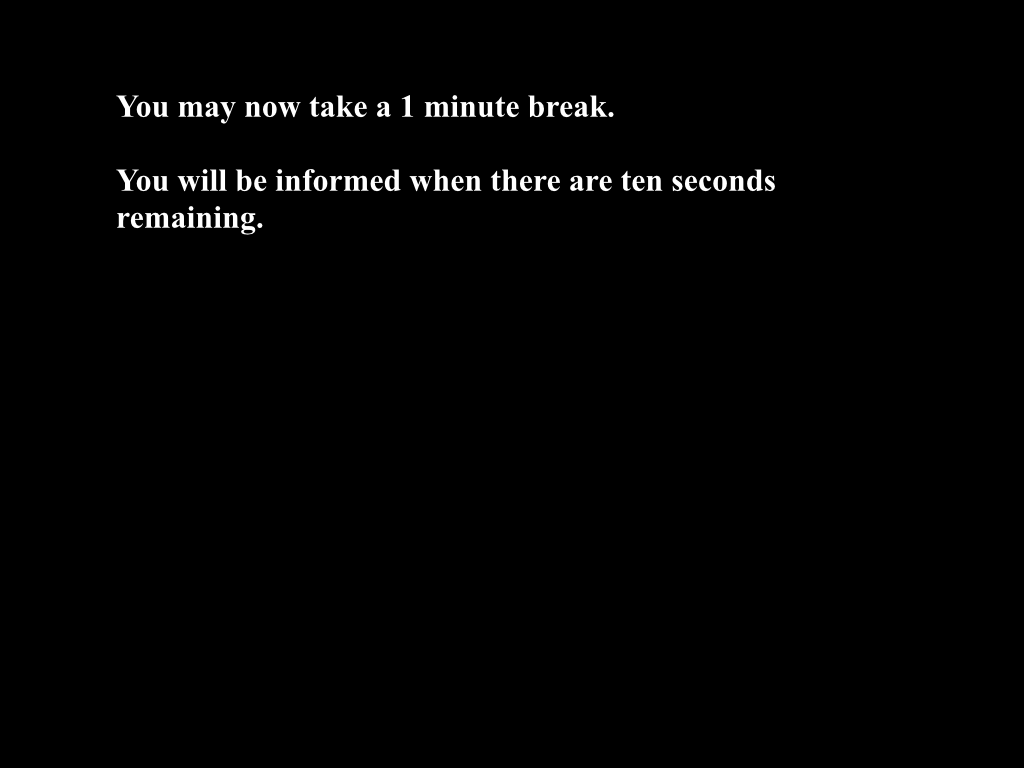 You may now take a 1 minute break.
You will be informed when there are ten seconds
remaining.